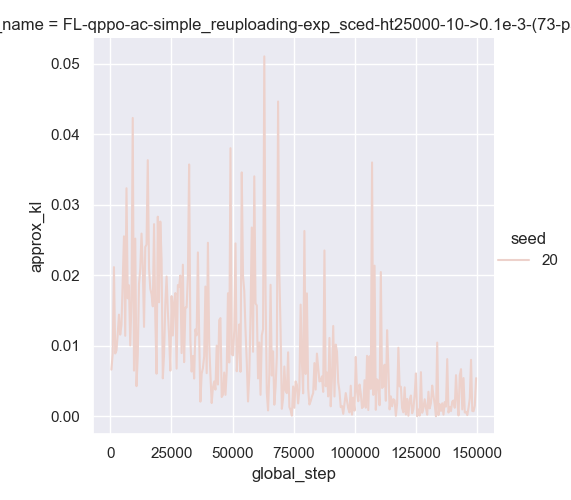 _name = FL-qppo-ac-simple_reuploading-exp_sced-ht25000-10->0.1e-3-(73-p
0.05
0.04
0.03
0.02
0.01
0.00
approx_kl
0 25000 50000 75000 100000 125000 150000
global_step
seed
20